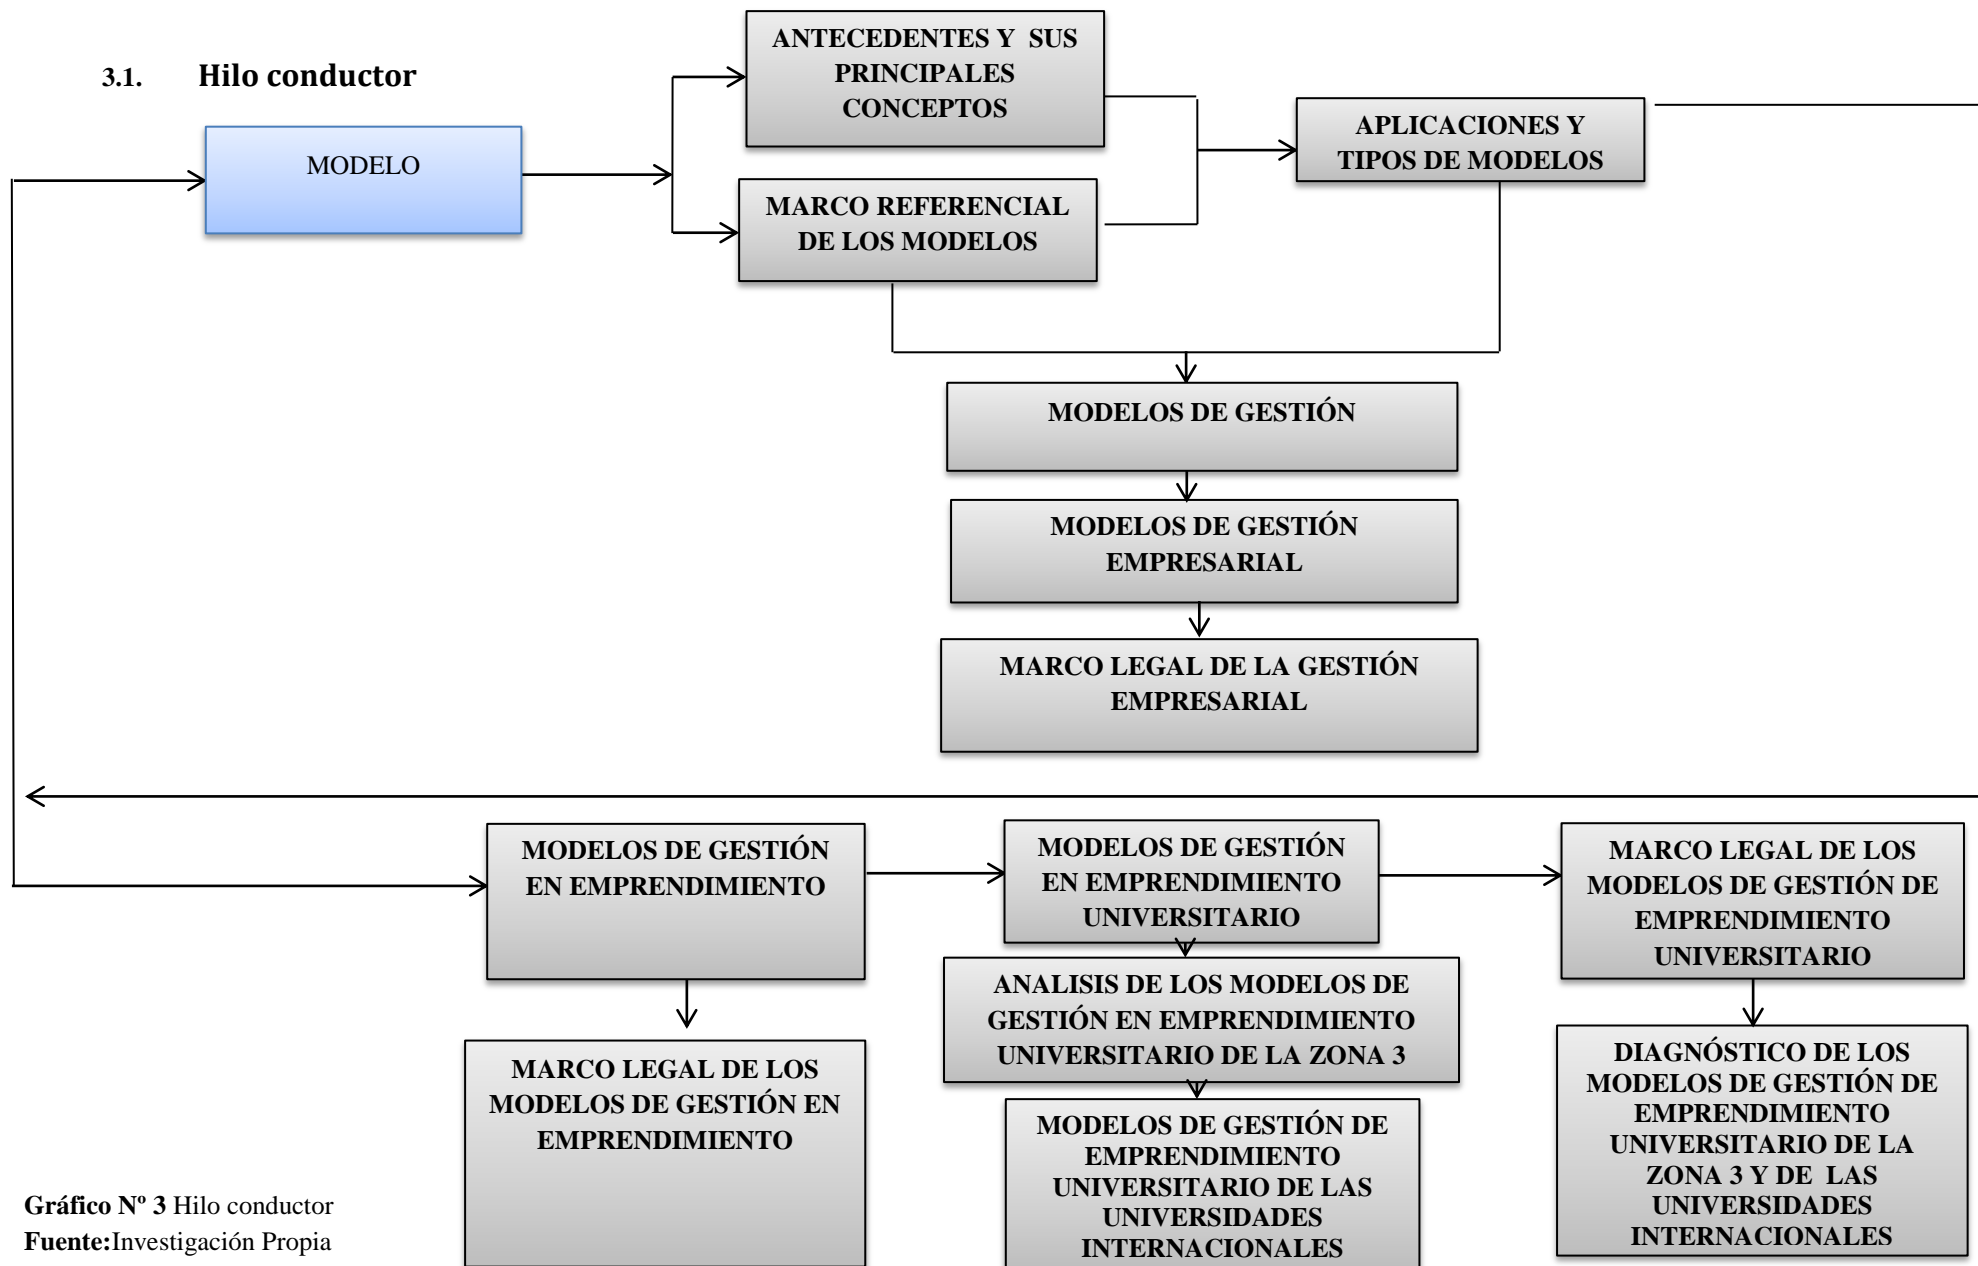 3.1. Hilo conductor
MODELO
ANTECEDENTES Y SUS
PRINCIPALES
CONCEPTOS
MARCO REFERENCIAL
DE LOS MODELOS
APLICACIONES Y
TIPOS DE MODELOS
MODELOS DE GESTIÓN
MODELOS DE GESTIÓN
EMPRESARIAL
MARCO LEGAL DE LA GESTIÓN
EMPRESARIAL
MODELOS DE GESTIÓN
EN EMPRENDIMIENTO
MARCO LEGAL DE LOS
MODELOS DE GESTIÓN EN
EMPRENDIMIENTO
MODELOS DE GESTIÓN
EN EMPRENDIMIENTO
UNIVERSITARIO
ANALISIS DE LOS MODELOS DE
GESTIÓN EN EMPRENDIMIENTO
UNIVERSITARIO DE LA ZONA 3
MODELOS DE GESTIÓN DE
EMPRENDIMIENTO
UNIVERSITARIO DE LAS
UNIVERSIDADES
INTERNACIONALES
MARCO LEGAL DE LOS
MODELOS DE GESTIÓN DE
EMPRENDIMIENTO
UNIVERSITARIO
DIAGNÓSTICO DE LOS
MODELOS DE GESTIÓN DE
EMPRENDIMIENTO
UNIVERSITARIO DE LA
ZONA 3 Y DE LAS
UNIVERSIDADES
INTERNACIONALES
Gráfico Nº 3 Hilo conductor
Fuente:Investigación Propia